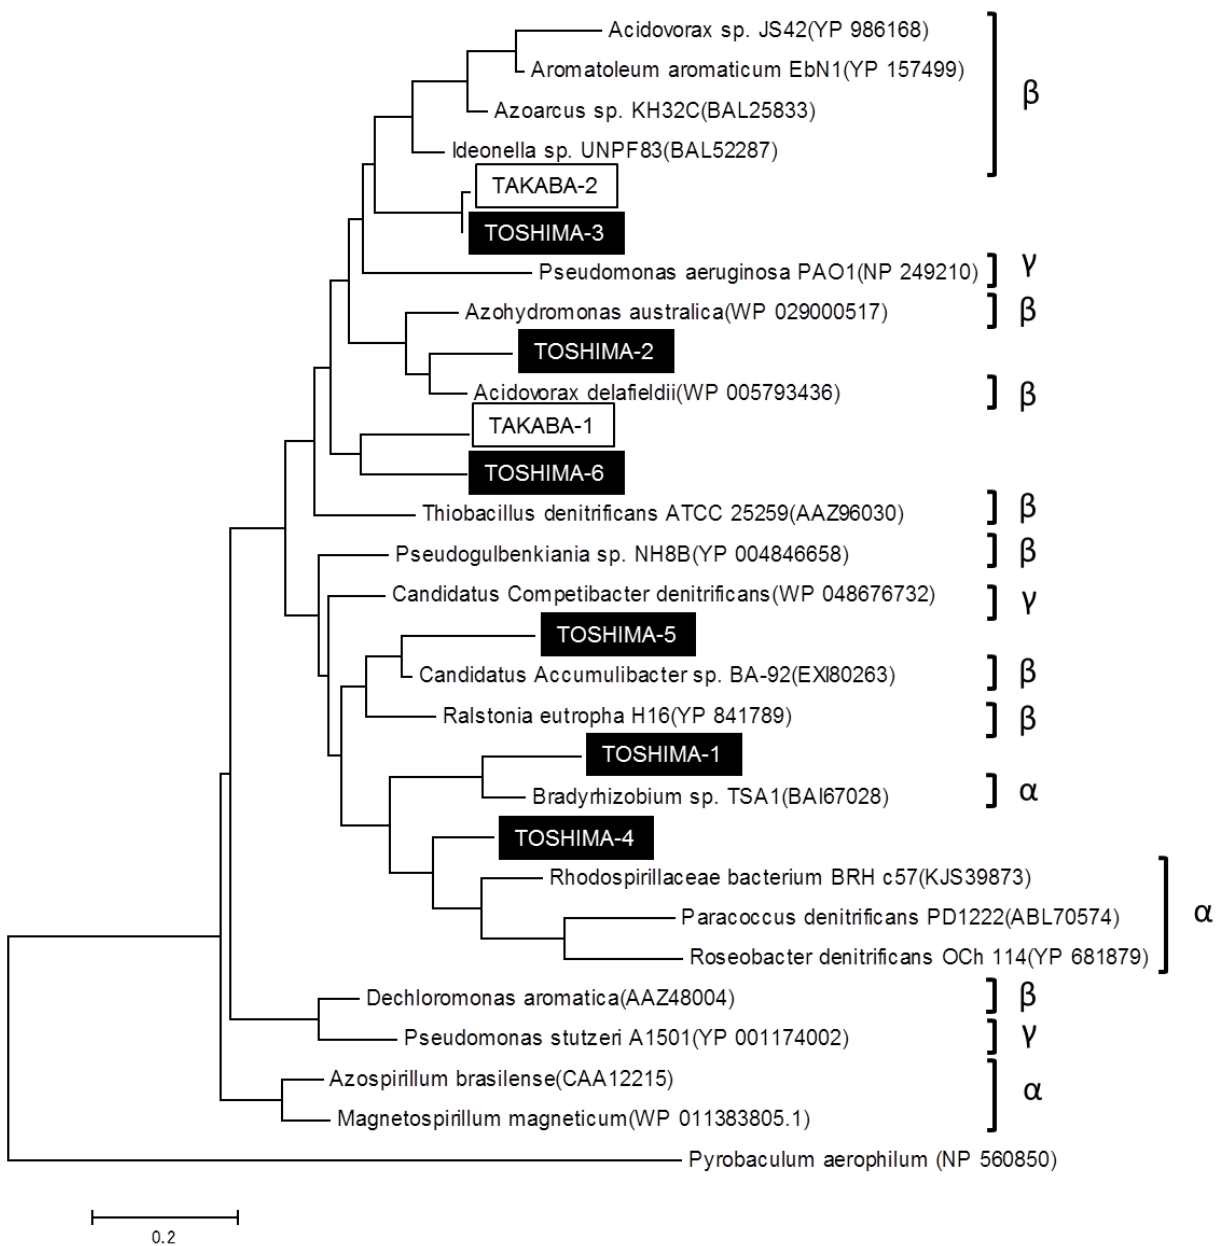 Acidovorax sp. JS42(YP 986168)
Aromatoleum aromaticum EbN1(YP 157499)
β
Azoarcus sp. KH32C(BAL25833)
Ideonella sp. UNPF83(BAL52287)
TAKABA-2
TOSHIMA-3
Pseudomonas aeruginosa PAO1(NP 249210)
γ
Azohydromonas australica(WP 029000517)
β
TOSHIMA-2
Acidovorax delafieldii(WP 005793436)
β
TAKABA-1
TOSHIMA-6
Thiobacillus denitrificans ATCC 25259(AAZ96030)
β
Pseudogulbenkiania sp. NH8B(YP 004846658)
β
Candidatus Competibacter denitrificans(WP 048676732)
γ
TOSHIMA-5
Candidatus Accumulibacter sp. BA-92(EXI80263)
β
Ralstonia eutropha H16(YP 841789)
β
TOSHIMA-1
Bradyrhizobium sp. TSA1(BAI67028)
α
TOSHIMA-4
Rhodospirillaceae bacterium BRH c57(KJS39873)
Paracoccus denitrificans PD1222(ABL70574)
α
Roseobacter denitrificans OCh 114(YP 681879)
Dechloromonas aromatica(AAZ48004)
β
Pseudomonas stutzeri A1501(YP 001174002)
γ
Azospirillum brasilense(CAA12215)
α
Magnetospirillum magneticum(WP 011383805.1)
Pyrobaculum aerophilum (NP 560850)
0.2